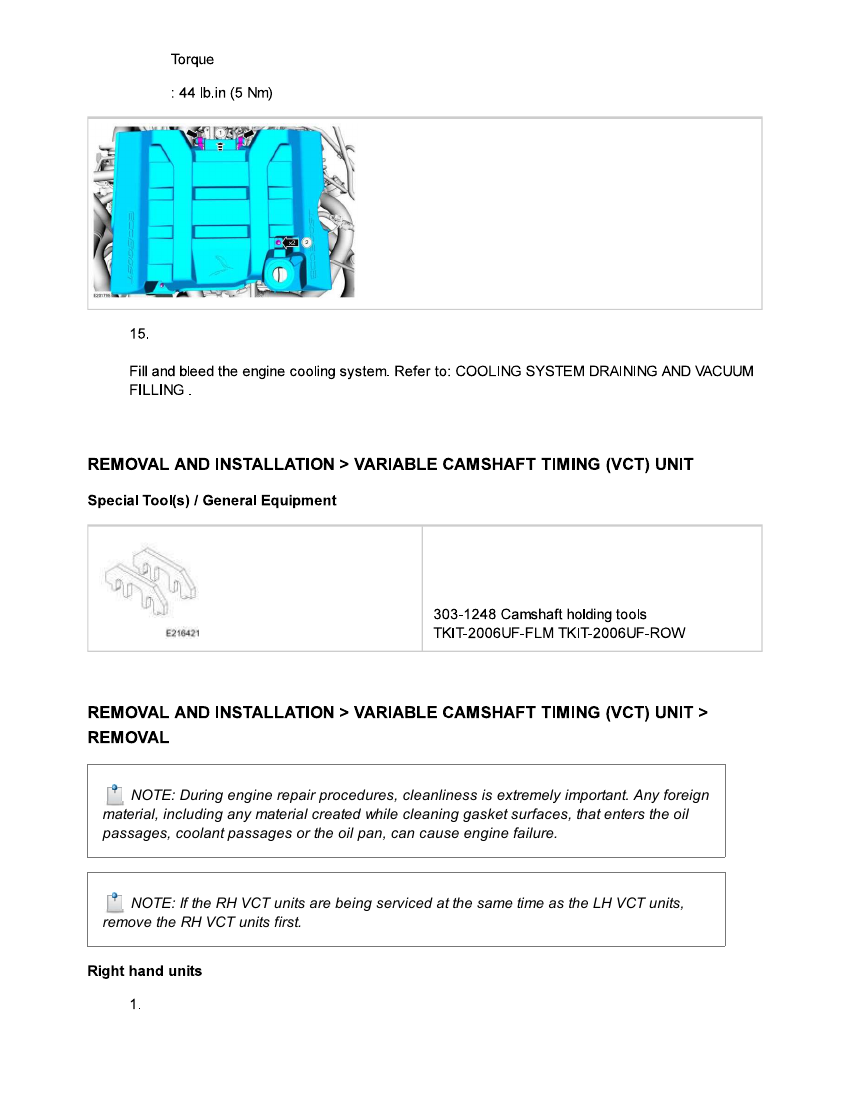 Torque
: 44 lb.in (5 Nm)
1
x2 2
15.
Fill and bleed the engine cooling system. Refer to: COOLING SYSTEM DRAINING AND VACUUM
FILLING .
REMOVAL AND INSTALLATION > VARIABLE CAMSHAFT TIMING (VCT) UNIT
Special Tool(s) / General Equipment
E216421
303-1248 Camshaft holding tools
TKIT-2006UF-FLM TKIT-2006UF-ROW
REMOVAL AND INSTALLATION > VARIABLE CAMSHAFT TIMING (VCT) UNIT >
REMOVAL
NOTE: During engine repair procedures, cleanliness is extremely important. Any foreign
material, including any material created while cleaning gasket surfaces, that enters the oil
passages, coolant passages or the oil pan, can cause engine failure.
NOTE: If the RH VCT units are being serviced at the same time as the LH VCT units,
remove the RH VCT units first.
Right hand units
1.